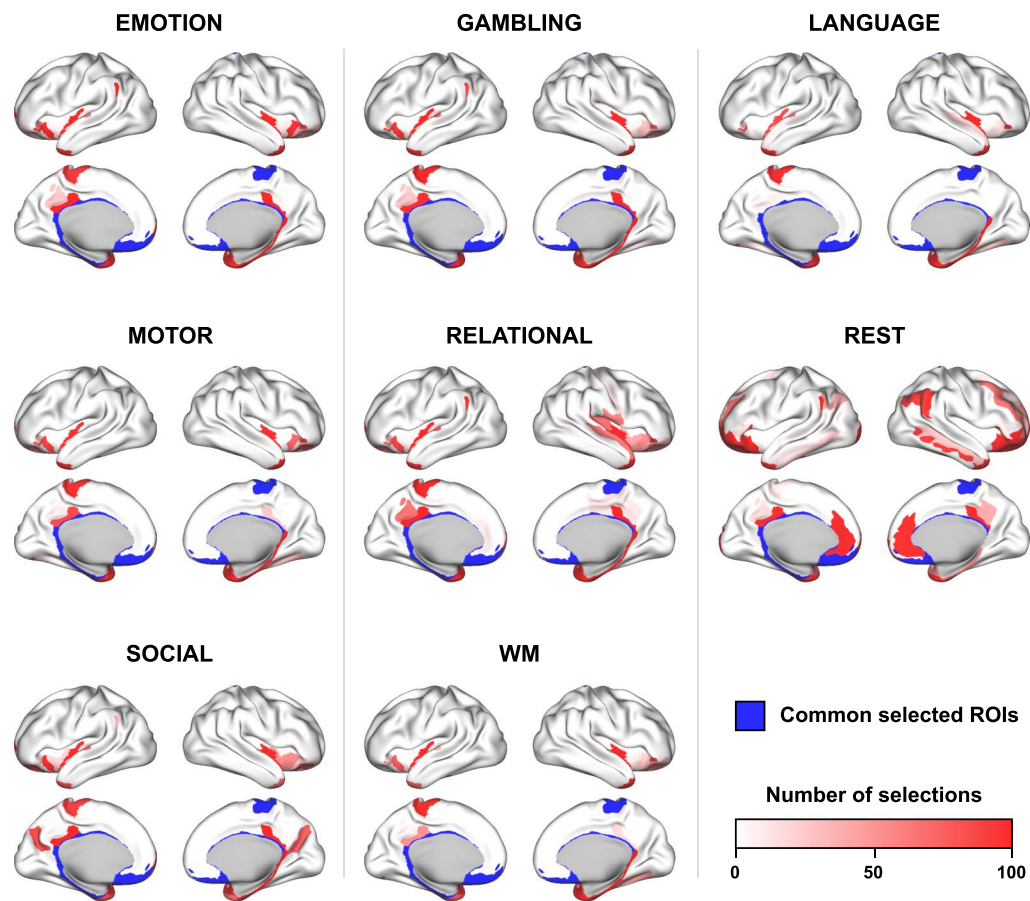 EMOTION
GAMBLING
LANGUAGE
MOTOR
RELATIONAL
REST
SOCIAL
WM
Common selected ROIs
Number of selections
0 50 100